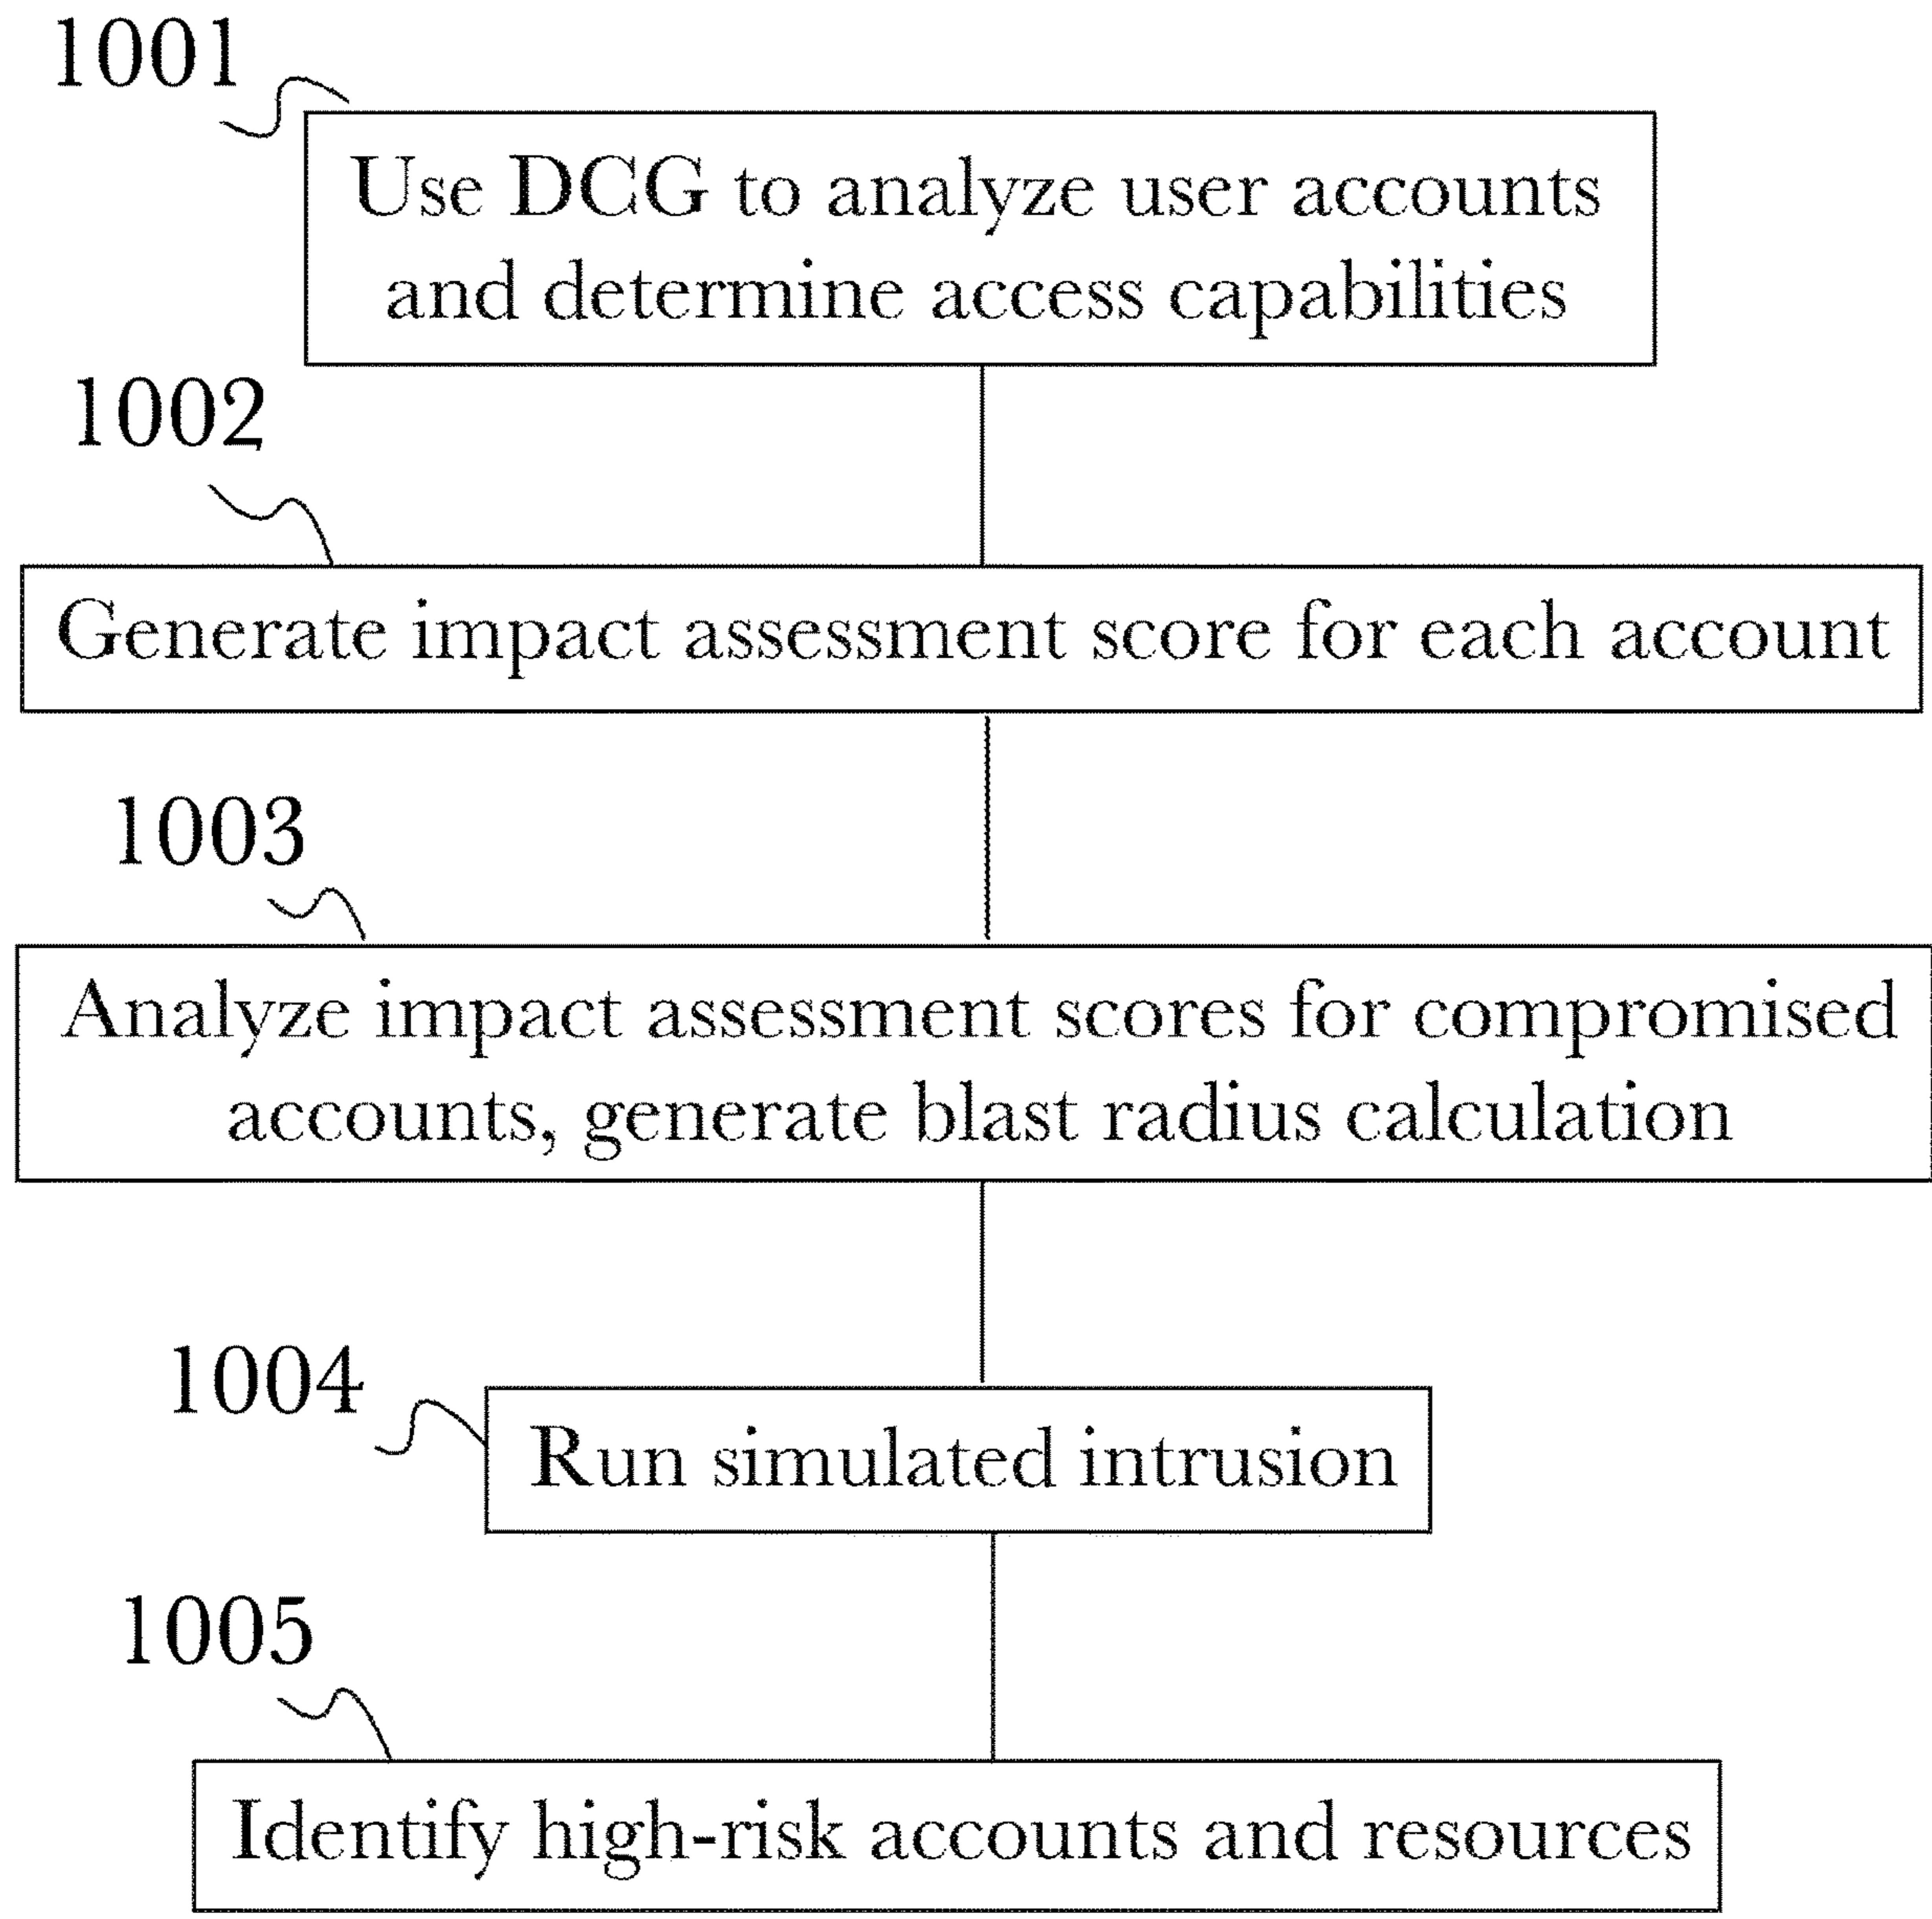 1001
Use DCG to analyze user accounts
and determine access capabilities
1002
Generate impact assessment score for each account
1003
Analyze impact assessment scores for compromised
accounts, generate blast radius calculation
1004
Run simulated intrusion
1005
Identify high-risk accounts and resources